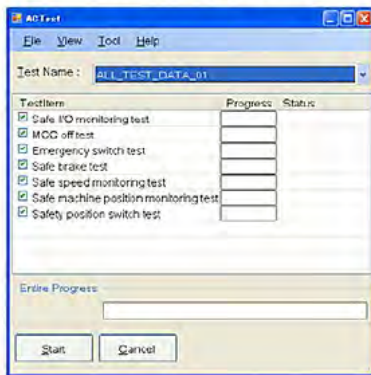 ACTest
File View Tool Help
Test Name : ALL_TEST_DATA_01
TestItem Progress Status
Safe I/O monitoring test
MCC off test
Emergency switch test
Safe brake test
Safe speed monitoring test
Safe machine position monitoring test
Safety position switch test
Entire Progress
Start Cancel